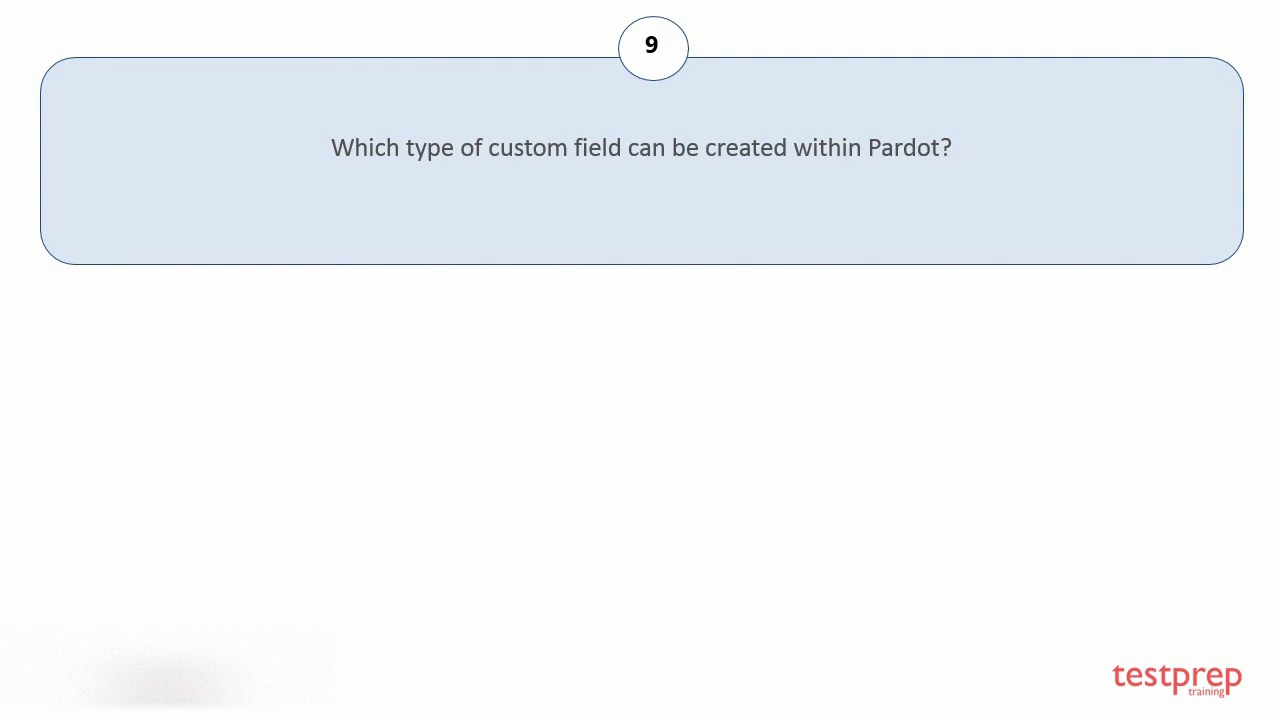 9
Which type of custom field can be created within Pardot?
testprep
training